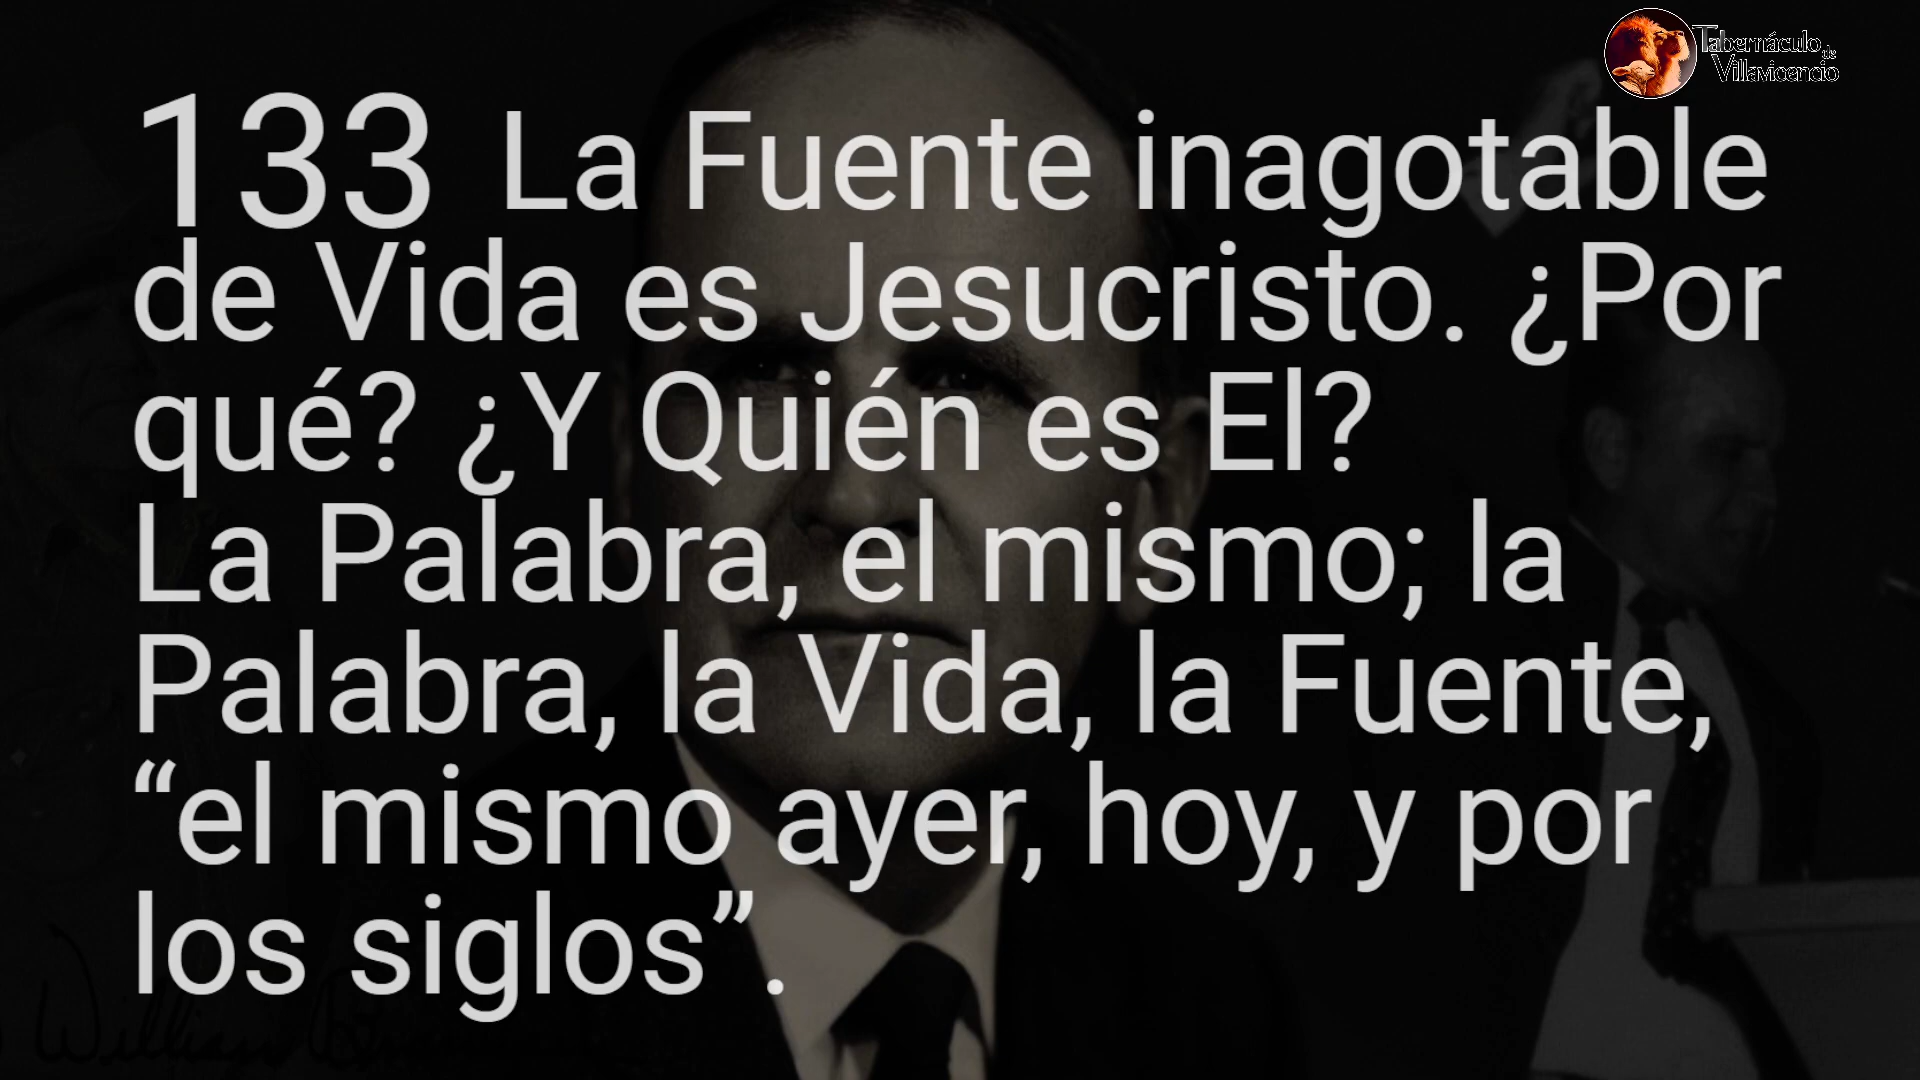 Tabernáculo de
Villavicencio
133 La Fuente inagotable
de Vida es Jesucristo. ¿Por
qué? ¿Y Quién es El?
La Palabra, el mismo; la
Palabra, la Vida, la Fuente,
“el mismo ayer, hoy, y por
los siglos”.
William